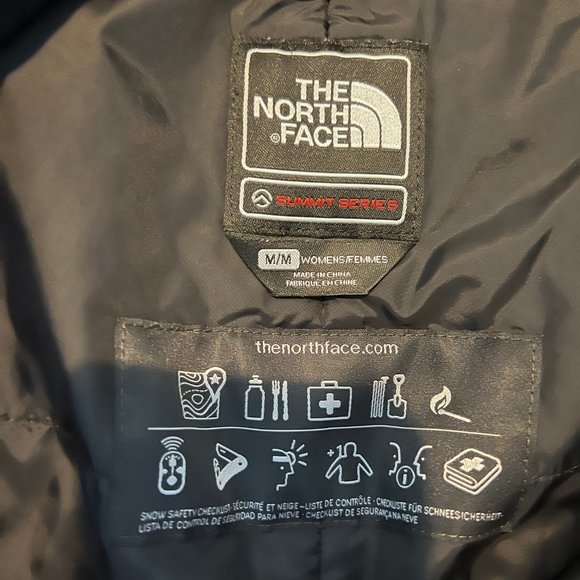 THE
NORTH
FACE
®
SUMMIT SERIES
M/M WOMENS/FEMMES
MADE IN CHINA
FABRIQUÉ EN CHINE
thenorthface.com
SNOW SAFETY CHECKLIST · SÉCURITÉ ET NEIGE - LISTE DE CONTRÔLE · CHECKLISTE FÜR SCHNEESICHERHEIT ·
LISTA DE CONTROL DE SEGURIDAD PARA NIEVE · CHECKLIST DE SEGURANÇA NA NEVE